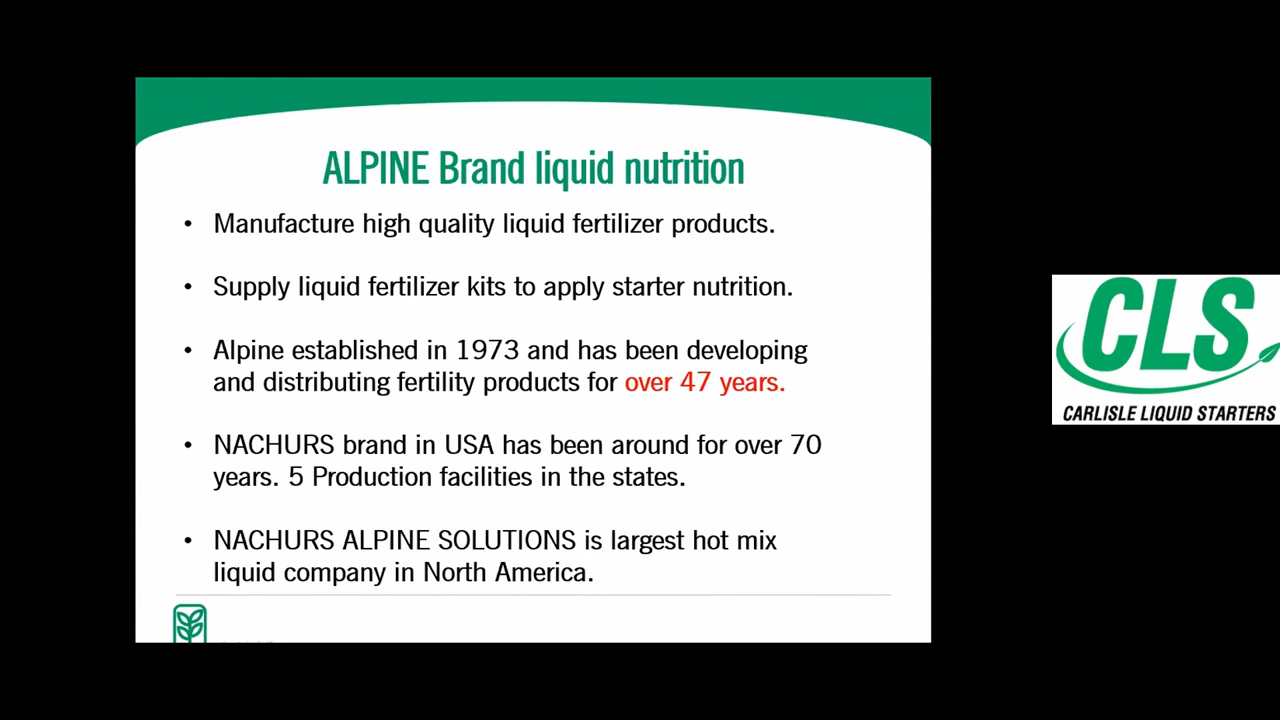 ALPINE Brand liquid nutrition
• Manufacture high quality liquid fertilizer products.
• Supply liquid fertilizer kits to apply starter nutrition.
• Alpine established in 1973 and has been developing
and distributing fertility products for over 47 years.
• NACHURS brand in USA has been around for over 70
years. 5 Production facilities in the states.
• NACHURS ALPINE SOLUTIONS is largest hot mix
liquid company in North America.
CLS
CARLISLE LIQUID STARTERS